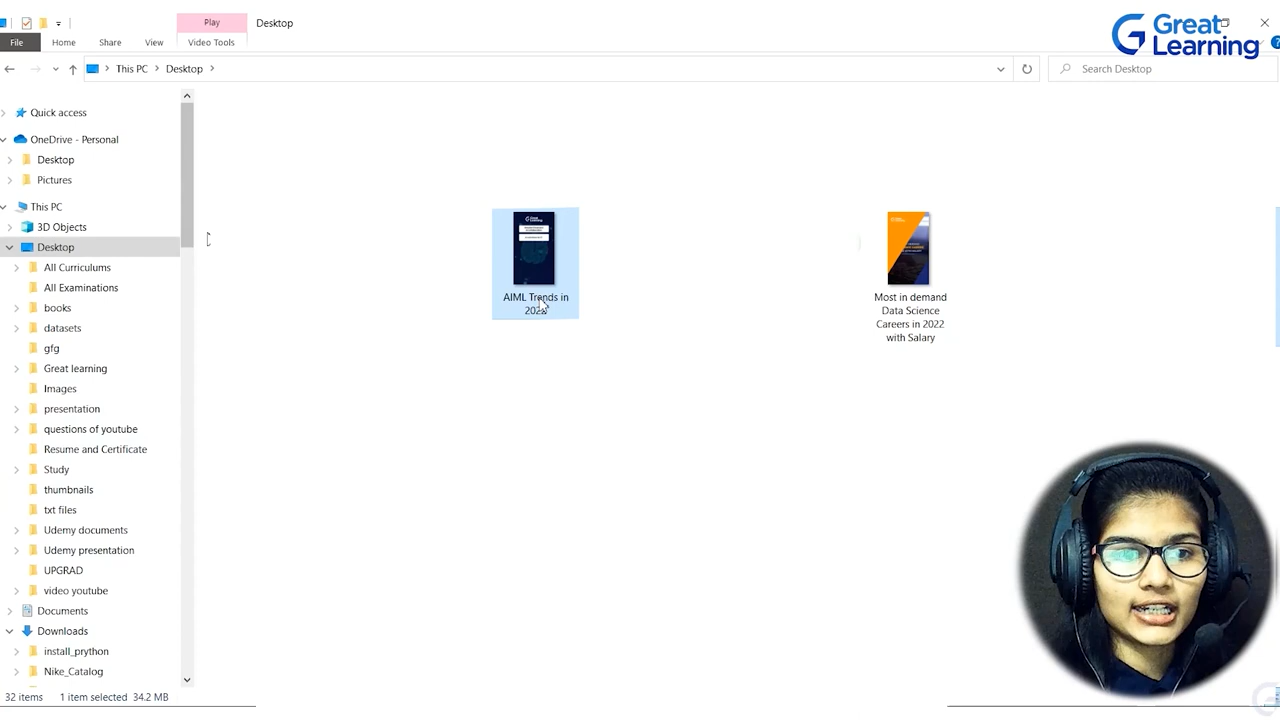 Play
Desktop
File
Home
Share
View
Video Tools
Great
Learning
This PC
Desktop
Search Desktop
Quick access
OneDrive - Personal
Desktop
Pictures
This PC
3D Objects
Desktop
All Curriculums
All Examinations
books
datasets
gfg
Great learning
Images
presentation
questions of youtube
Resume and Certificate
Study
thumbnails
txt files
Udemy documents
Udemy presentation
UPGRAD
video youtube
Documents
Downloads
install_prython
Nike_Catalog
AIML Trends in
Most in demand
Data Science
Careers in 2022
with Salary
32 items
1 item selected 34.2 MB